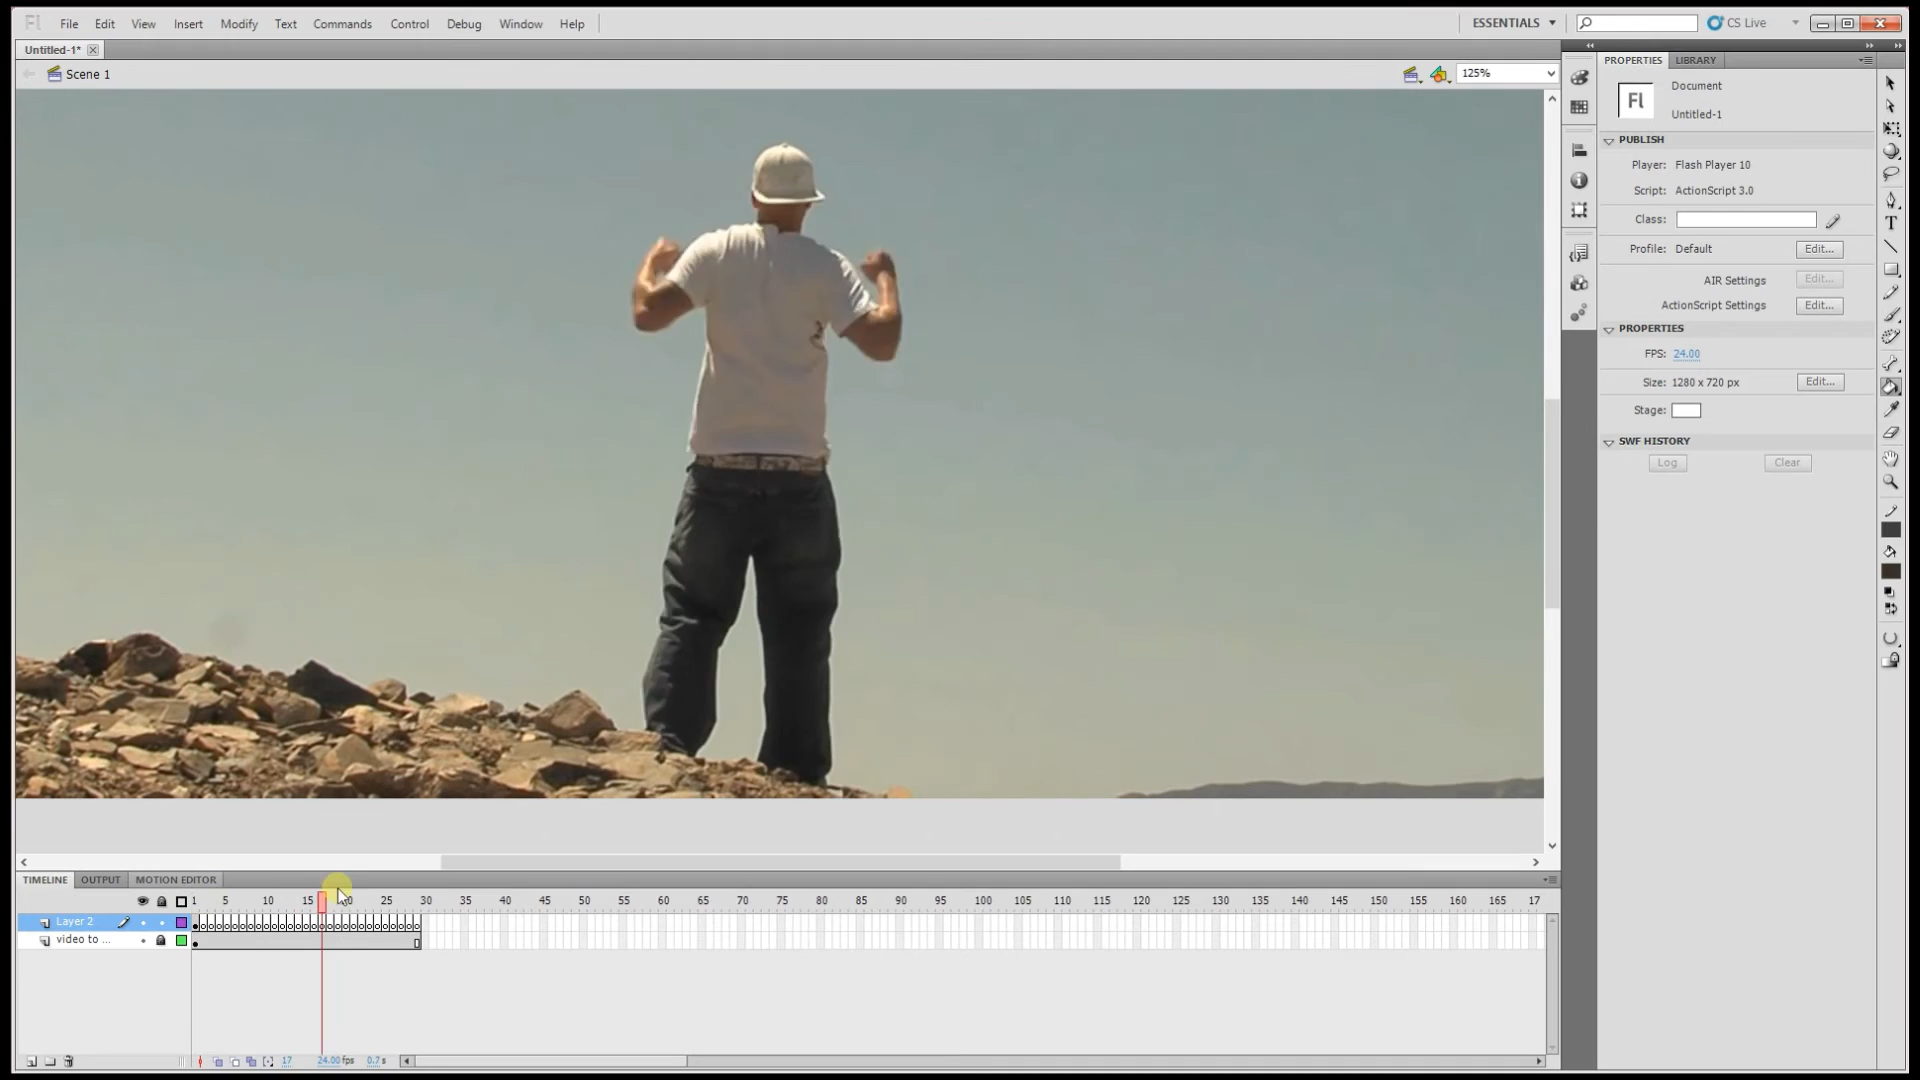 Fl File Edit View Insert Modify Text Commands Control Debug Window Help ESSENTIALS CS Live
Untitled-1*
Scene 1 125%
PROPERTIES LIBRARY
Fl
Document
Untitled-1
PUBLISH
Player: Flash Player 10
Script: ActionScript 3.0
Class:
Profile: Default Edit...
AIR Settings Edit...
ActionScript Settings Edit...
PROPERTIES
FPS: 24.00
Size: 1280 x 720 px Edit...
Stage:
SWF HISTORY
Log Clear
T
TIMELINE OUTPUT MOTION EDITOR
1 5 10 15 20 25 30 35 40 45 50 55 60 65 70 75 80 85 90 95 100 105 110 115 120 125 130 135 140 145 150 155 160 165 17
Layer 2
video to ...
17 24.00 fps 0.7 s